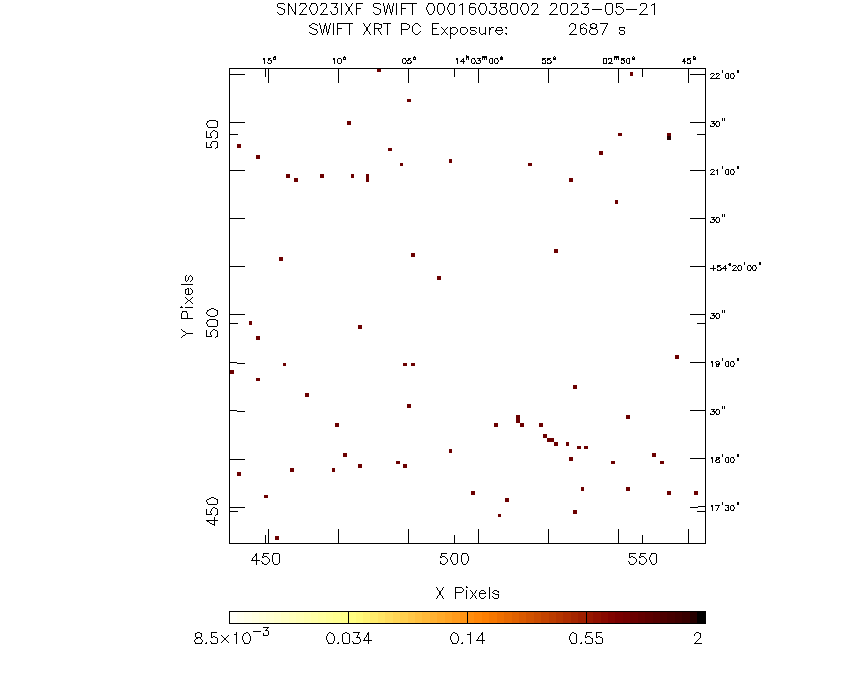 SN2023IXF SWIFT 00016038002 2023-05-21
SWIFT XRT PC Exposure: 2687 s
15ˢ 10ˢ 05ˢ 14ʰ03ᵐ00ˢ 55ˢ 02ᵐ50ˢ 45ˢ
22'00"
30"
21'00"
30"
+54°20'00"
30"
19'00"
30"
18'00"
17'30"
550
500
450
Y Pixels
450 500 550
X Pixels
8.5×10⁻³ 0.034 0.14 0.55 2